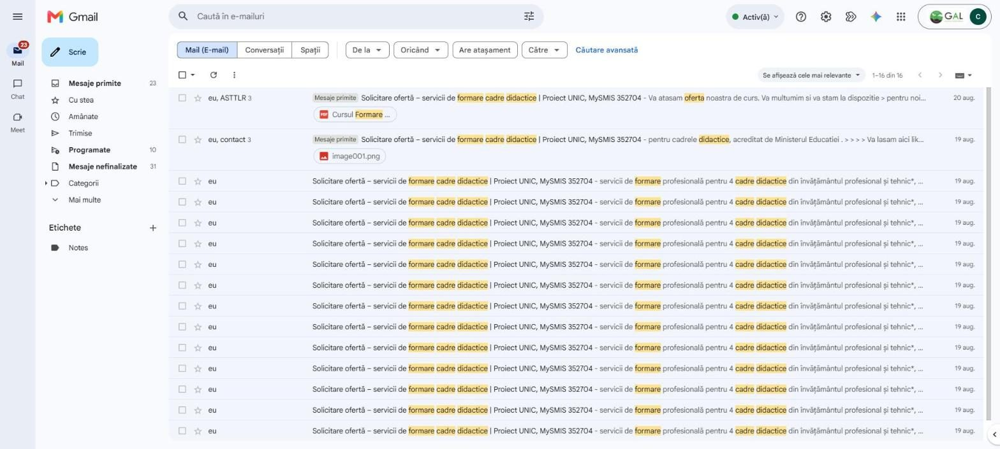 Gmail
Caută în e-mailuri
Activ(ă)
GAL
C
23
Mail
Chat
Meet
Scrie
Mesaje primite 23
Cu stea
Amânate
Trimise
Programate 10
Mesaje nefinalizate 31
Categorii
Mai multe
Etichete
Notes
Mail (E-mail) Conversații Spații De la Oricând Are atașament Către Căutare avansată
Se afișează cele mai relevante 1–16 din 16
eu, ASTTLR 3 Mesaje primite Solicitare ofertă – servicii de formare cadre didactice | Proiect UNIC, MySMIS 352704 - Va atasam oferta noastra de curs. Va multumim si va stam la dispozitie > pentru noi... 20 aug.
PDF Cursul Formare ...
eu, contact 3 Mesaje primite Solicitare ofertă – servicii de formare cadre didactice | Proiect UNIC, MySMIS 352704 - pentru cadrele didactice, acreditat de Ministerul Educatiei . > > > > Va lasam aici lik... 19 aug.
image001.png
eu Solicitare ofertă – servicii de formare cadre didactice | Proiect UNIC, MySMIS 352704 - servicii de formare profesională pentru 4 cadre didactice din învățământul profesional și tehnic*, ... 19 aug.
eu Solicitare ofertă – servicii de formare cadre didactice | Proiect UNIC, MySMIS 352704 - servicii de formare profesională pentru 4 cadre didactice din învățământul profesional și tehnic*, ... 19 aug.
eu Solicitare ofertă – servicii de formare cadre didactice | Proiect UNIC, MySMIS 352704 - servicii de formare profesională pentru 4 cadre didactice din învățământul profesional și tehnic*, ... 19 aug.
eu Solicitare ofertă – servicii de formare cadre didactice | Proiect UNIC, MySMIS 352704 - servicii de formare profesională pentru 4 cadre didactice din învățământul profesional și tehnic*, ... 19 aug.
eu Solicitare ofertă – servicii de formare cadre didactice | Proiect UNIC, MySMIS 352704 - servicii de formare profesională pentru 4 cadre didactice din învățământul profesional și tehnic*, ... 19 aug.
eu Solicitare ofertă – servicii de formare cadre didactice | Proiect UNIC, MySMIS 352704 - servicii de formare profesională pentru 4 cadre didactice din învățământul profesional și tehnic*, ... 19 aug.
eu Solicitare ofertă – servicii de formare cadre didactice | Proiect UNIC, MySMIS 352704 - servicii de formare profesională pentru 4 cadre didactice din învățământul profesional și tehnic*, ... 19 aug.
eu Solicitare ofertă – servicii de formare cadre didactice | Proiect UNIC, MySMIS 352704 - servicii de formare profesională pentru 4 cadre didactice din învățământul profesional și tehnic*, ... 19 aug.
eu Solicitare ofertă – servicii de formare cadre didactice | Proiect UNIC, MySMIS 352704 - servicii de formare profesională pentru 4 cadre didactice din învățământul profesional și tehnic*, ... 19 aug.
eu Solicitare ofertă – servicii de formare cadre didactice | Proiect UNIC, MySMIS 352704 - servicii de formare profesională pentru 4 cadre didactice din învățământul profesional și tehnic*, ... 19 aug.
eu Solicitare ofertă – servicii de formare cadre didactice | Proiect UNIC, MySMIS 352704 - servicii de formare profesională pentru 4 cadre didactice din învățământul profesional și tehnic*, ... 19 aug.
eu Solicitare ofertă – servicii de formare cadre didactice | Proiect UNIC, MySMIS 352704 - servicii de formare profesională pentru 4 cadre didactice din învățământul profesional și tehnic*, ... 19 aug.
eu Solicitare ofertă – servicii de formare cadre didactice | Proiect UNIC, MySMIS 352704 - servicii de formare profesională pentru 4 cadre didactice din învățământul profesional și tehnic*, ... 19 aug.